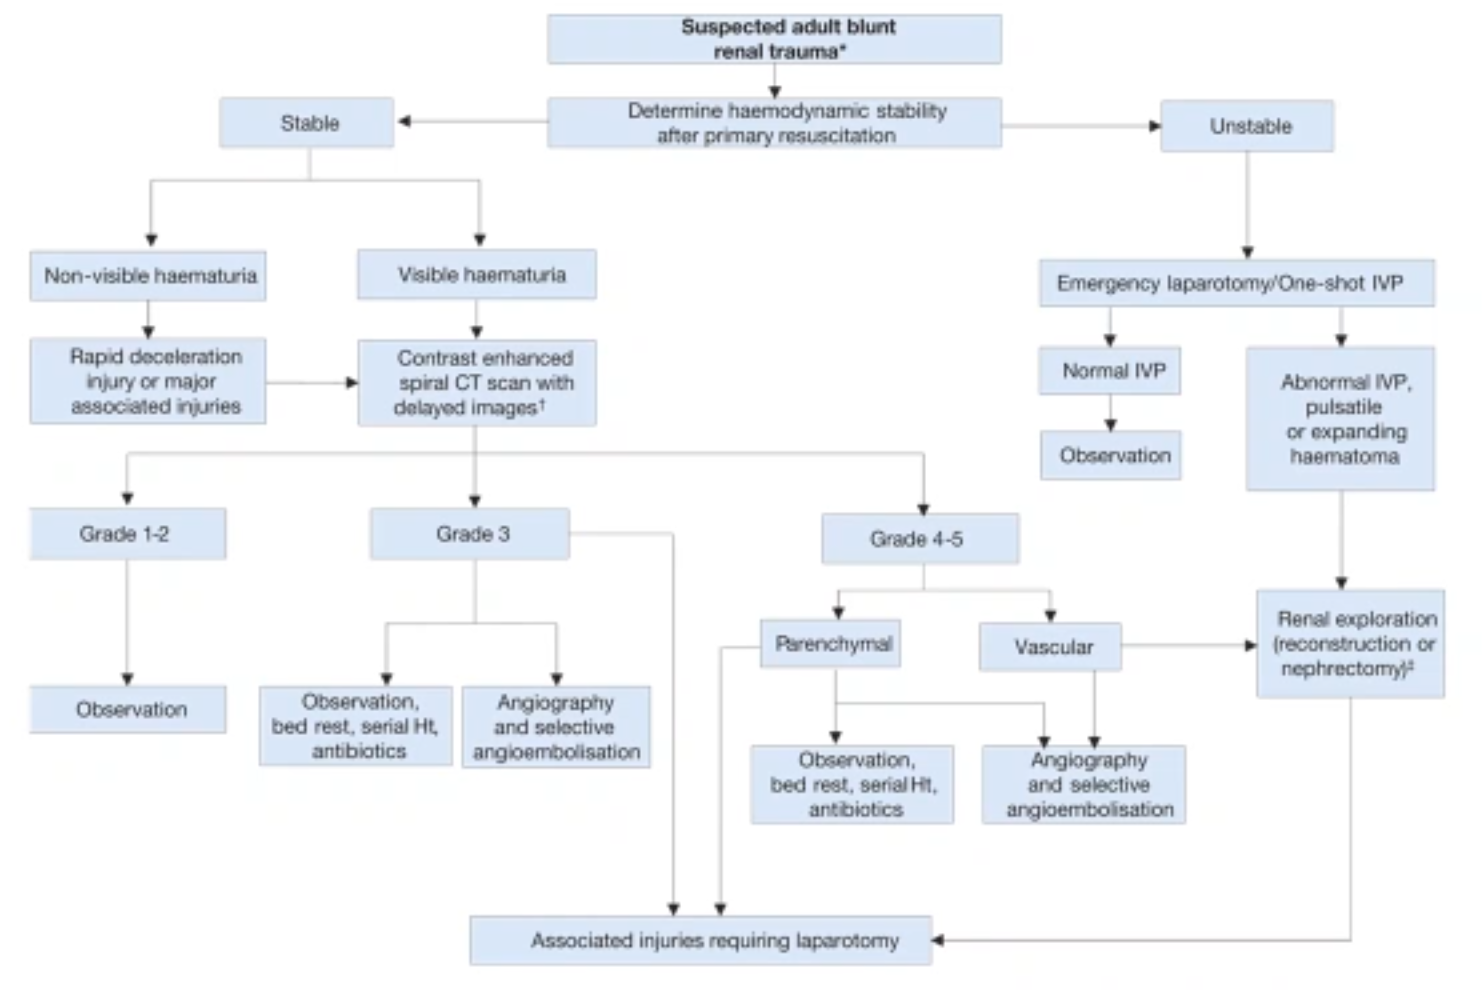 Suspected adult blunt
renal trauma*
Determine haemodynamic stability
after primary resuscitation
Stable
Unstable
Non-visible haematuria
Visible haematuria
Emergency laparotomy/One-shot IVP
Rapid deceleration
injury or major
associated injuries
Contrast enhanced
spiral CT scan with
delayed images†
Normal IVP
Abnormal IVP,
pulsatile
or expanding
haematoma
Observation
Grade 1-2
Grade 3
Grade 4-5
Parenchymal
Vascular
Renal exploration
(reconstruction or
nephrectomy)‡
Observation
Observation,
bed rest, serial Ht,
antibiotics
Angiography
and selective
angioembolisation
Observation,
bed rest, serial Ht,
antibiotics
Angiography
and selective
angioembolisation
Associated injuries requiring laparotomy